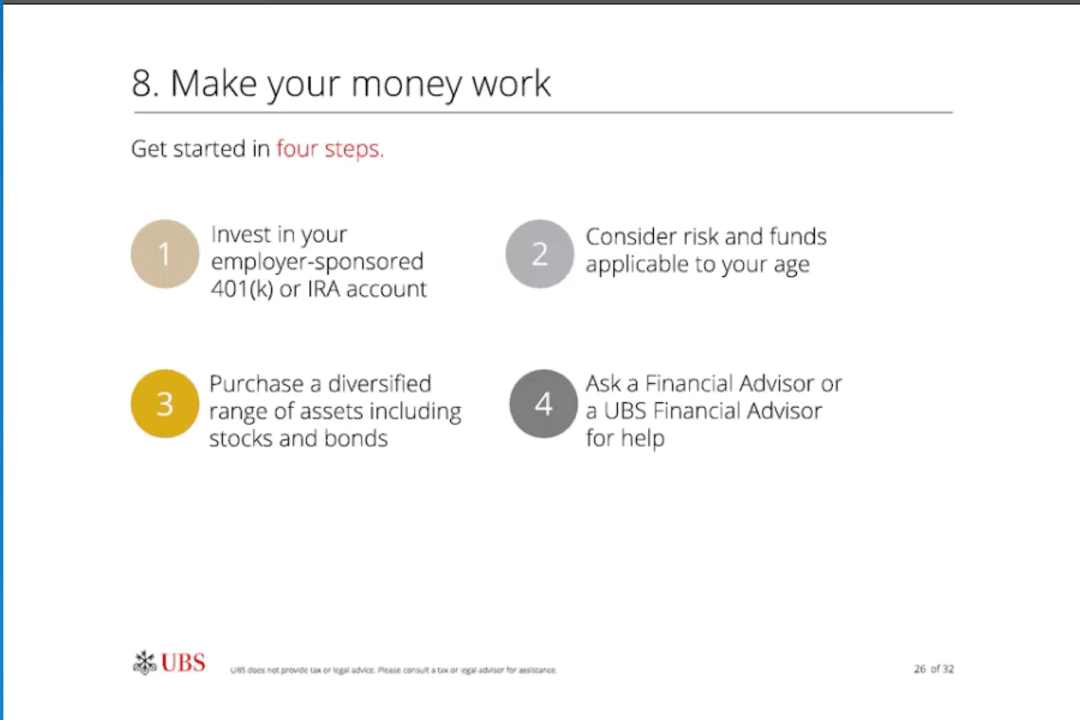 8. Make your money work
Get started in four steps.
1
Invest in your
employer-sponsored
401(k) or IRA account
2
Consider risk and funds
applicable to your age
3
Purchase a diversified
range of assets including
stocks and bonds
4
Ask a Financial Advisor or
a UBS Financial Advisor
for help
UBS
UBS does not provide tax or legal advice. Please consult a tax or legal advisor for assistance.
26 of 32